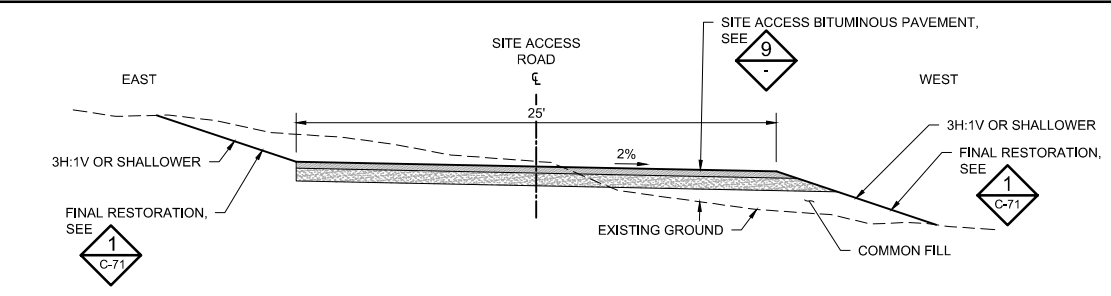 SITE ACCESS BITUMINOUS PAVEMENT,
SEE
9
-
SITE ACCESS
ROAD
℄
EAST
WEST
25'
2%
3H:1V OR SHALLOWER
FINAL RESTORATION,
SEE
1
C-71
3H:1V OR SHALLOWER
FINAL RESTORATION,
SEE
1
C-71
EXISTING GROUND
COMMON FILL